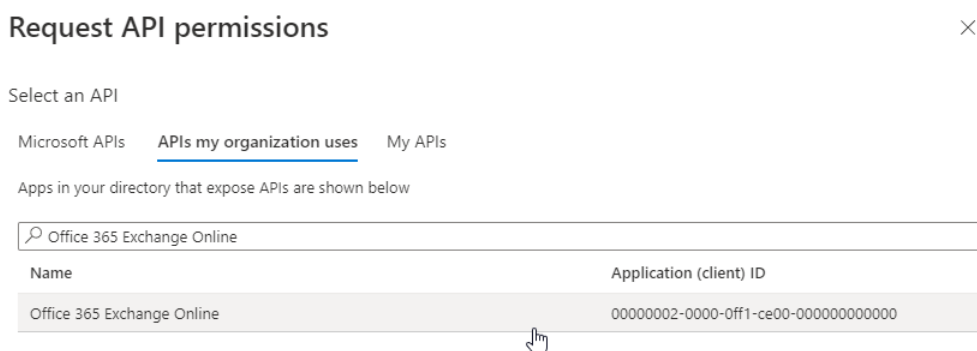 Request API permissions
Select an API
Microsoft APIs APIs my organization uses My APIs
Apps in your directory that expose APIs are shown below
Office 365 Exchange Online
Name Application (client) ID
Office 365 Exchange Online 00000002-0000-0ff1-ce00-000000000000